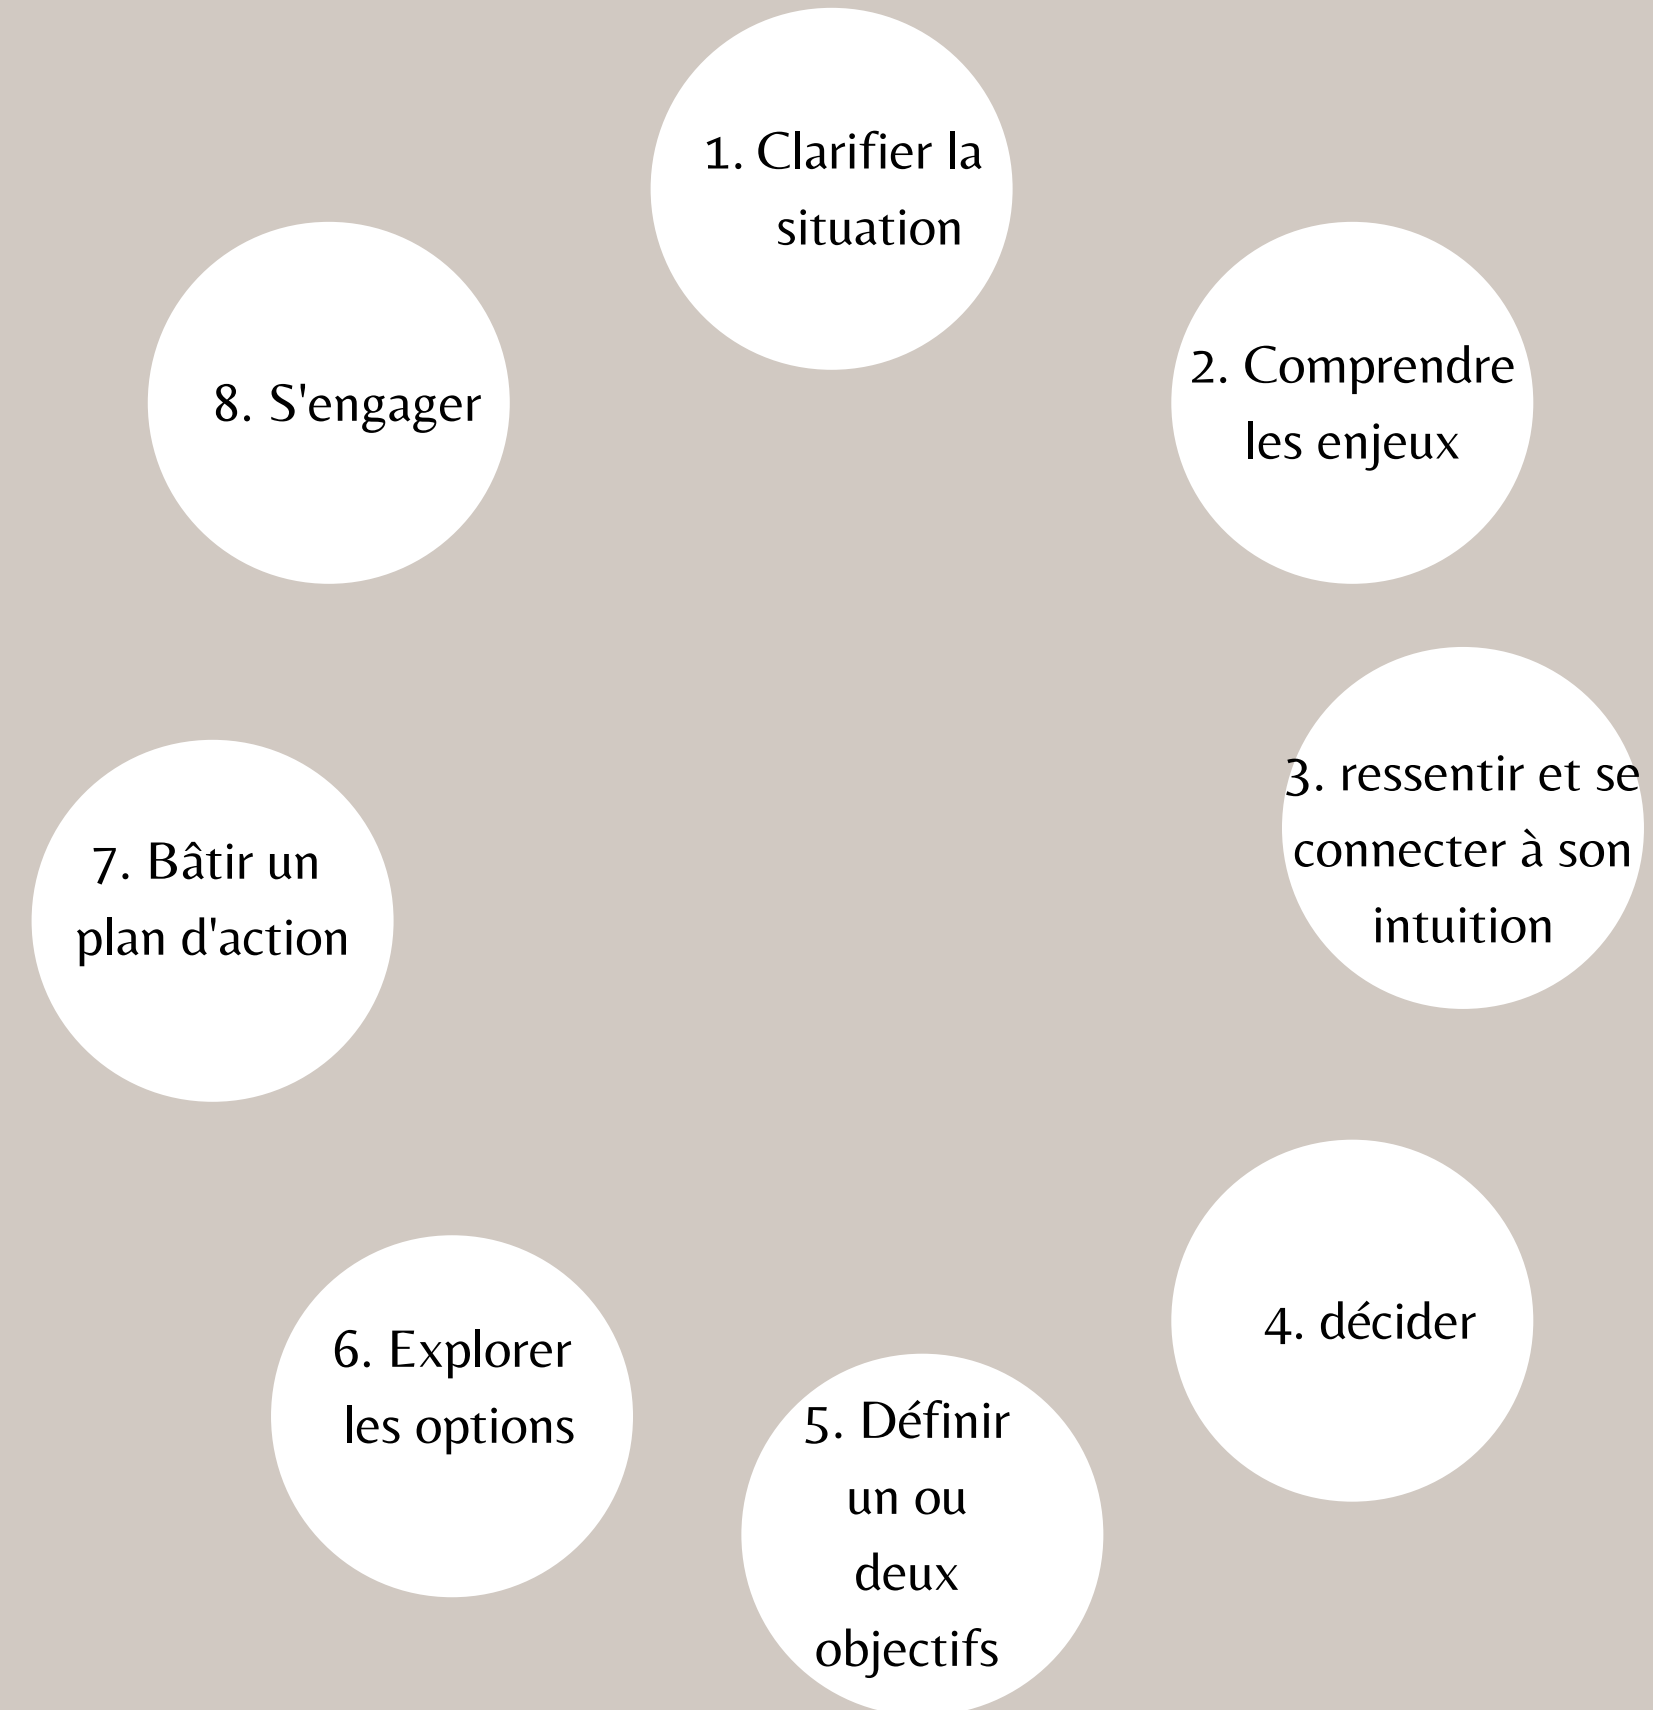 1. Clarifier la
situation
2. Comprendre
les enjeux
3. ressentir et se
connecter à son
intuition
4. décider
5. Définir
un ou
deux
objectifs
6. Explorer
les options
7. Bâtir un
plan d'action
8. S'engager